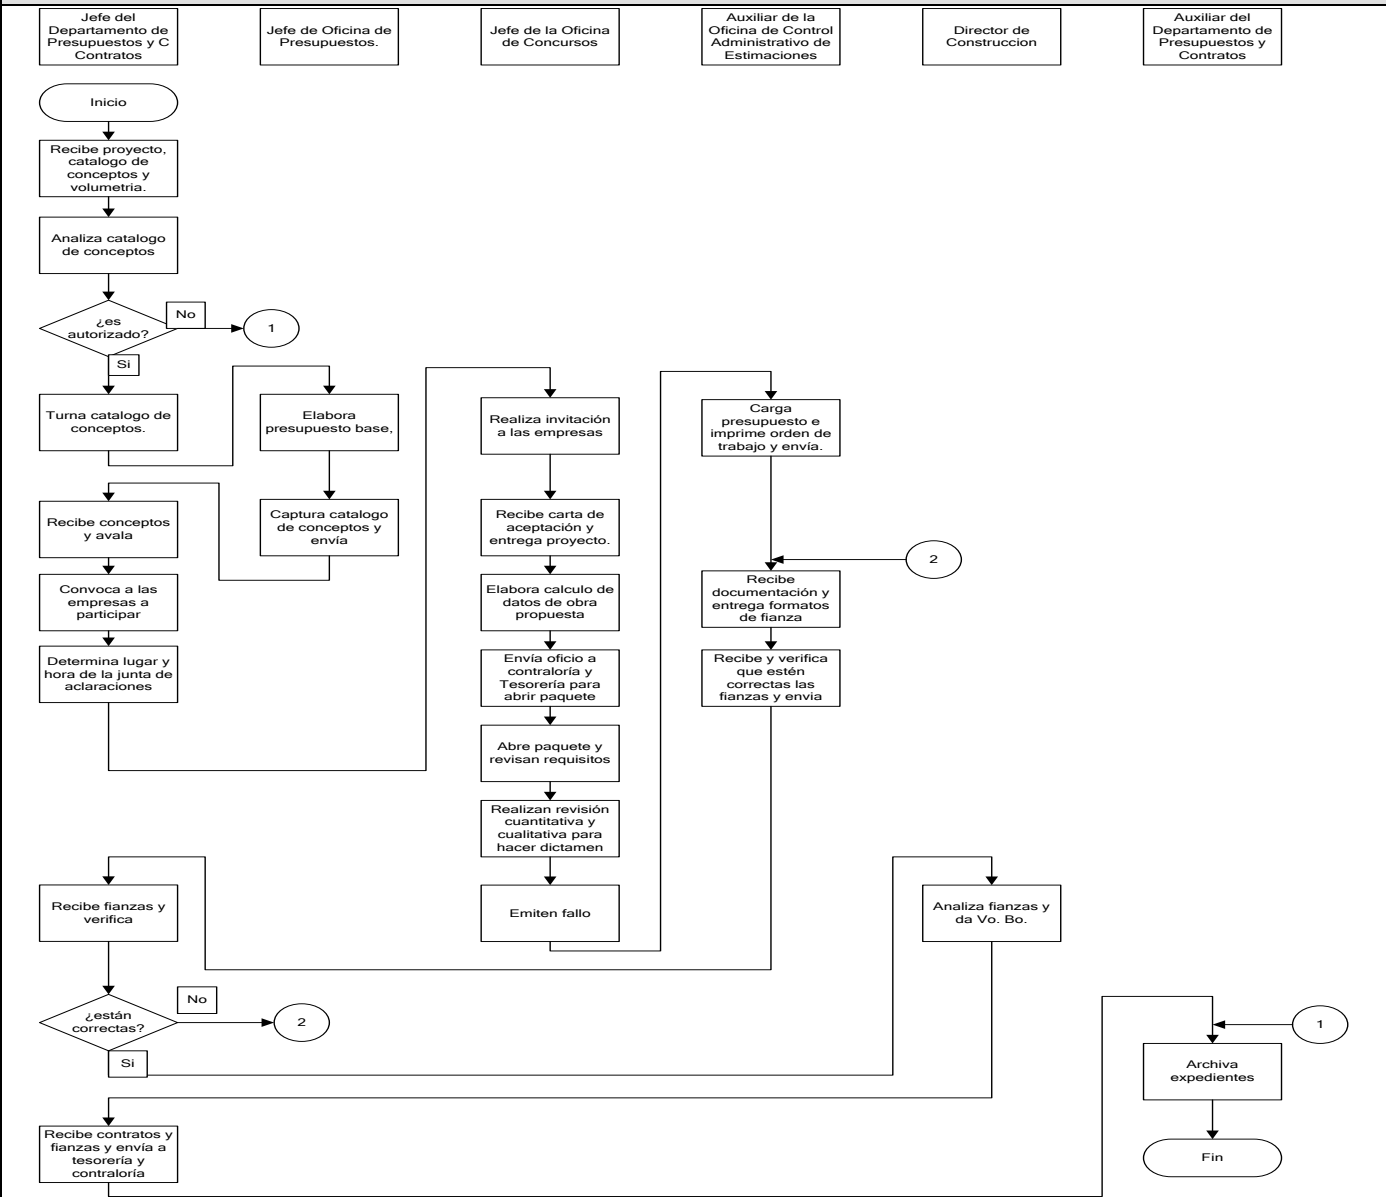 Jefe del
Departamento de
Presupuestos y C
Contratos
Jefe de Oficina de
Presupuestos.
Jefe de la Oficina
de Concursos
Auxiliar de la
Oficina de Control
Administrativo de
Estimaciones
Director de
Construccion
Auxiliar del
Departamento de
Presupuestos y
Contratos
Inicio
Recibe proyecto,
catalogo de
conceptos y
volumetria.
Analiza catalogo
de conceptos
¿es
autorizado?
No
1
Si
Turna catalogo de
conceptos.
Elabora
presupuesto base,
Realiza invitación
a las empresas
Carga
presupuesto e
imprime orden de
trabajo y envía.
Recibe conceptos
y avala
Captura catalogo
de conceptos y
envía
Recibe carta de
aceptación y
entrega proyecto.
2
Convoca a las
empresas a
participar
Elabora calculo de
datos de obra
propuesta
Recibe
documentación y
entrega formatos
de fianza
Determina lugar y
hora de la junta de
aclaraciones
Envía oficio a
contraloría y
Tesorería para
abrir paquete
Recibe y verifica
que estén
correctas las
fianzas y envia
Abre paquete y
revisan requisitos
Realizan revisión
cuantitativa y
cualitativa para
hacer dictamen
Recibe fianzas y
verifica
Emiten fallo
Analiza fianzas y
da Vo. Bo.
¿están
correctas?
No
2
1
Si
Archiva
expedientes
Recibe contratos y
fianzas y envía a
tesorería y
contraloría
Fin